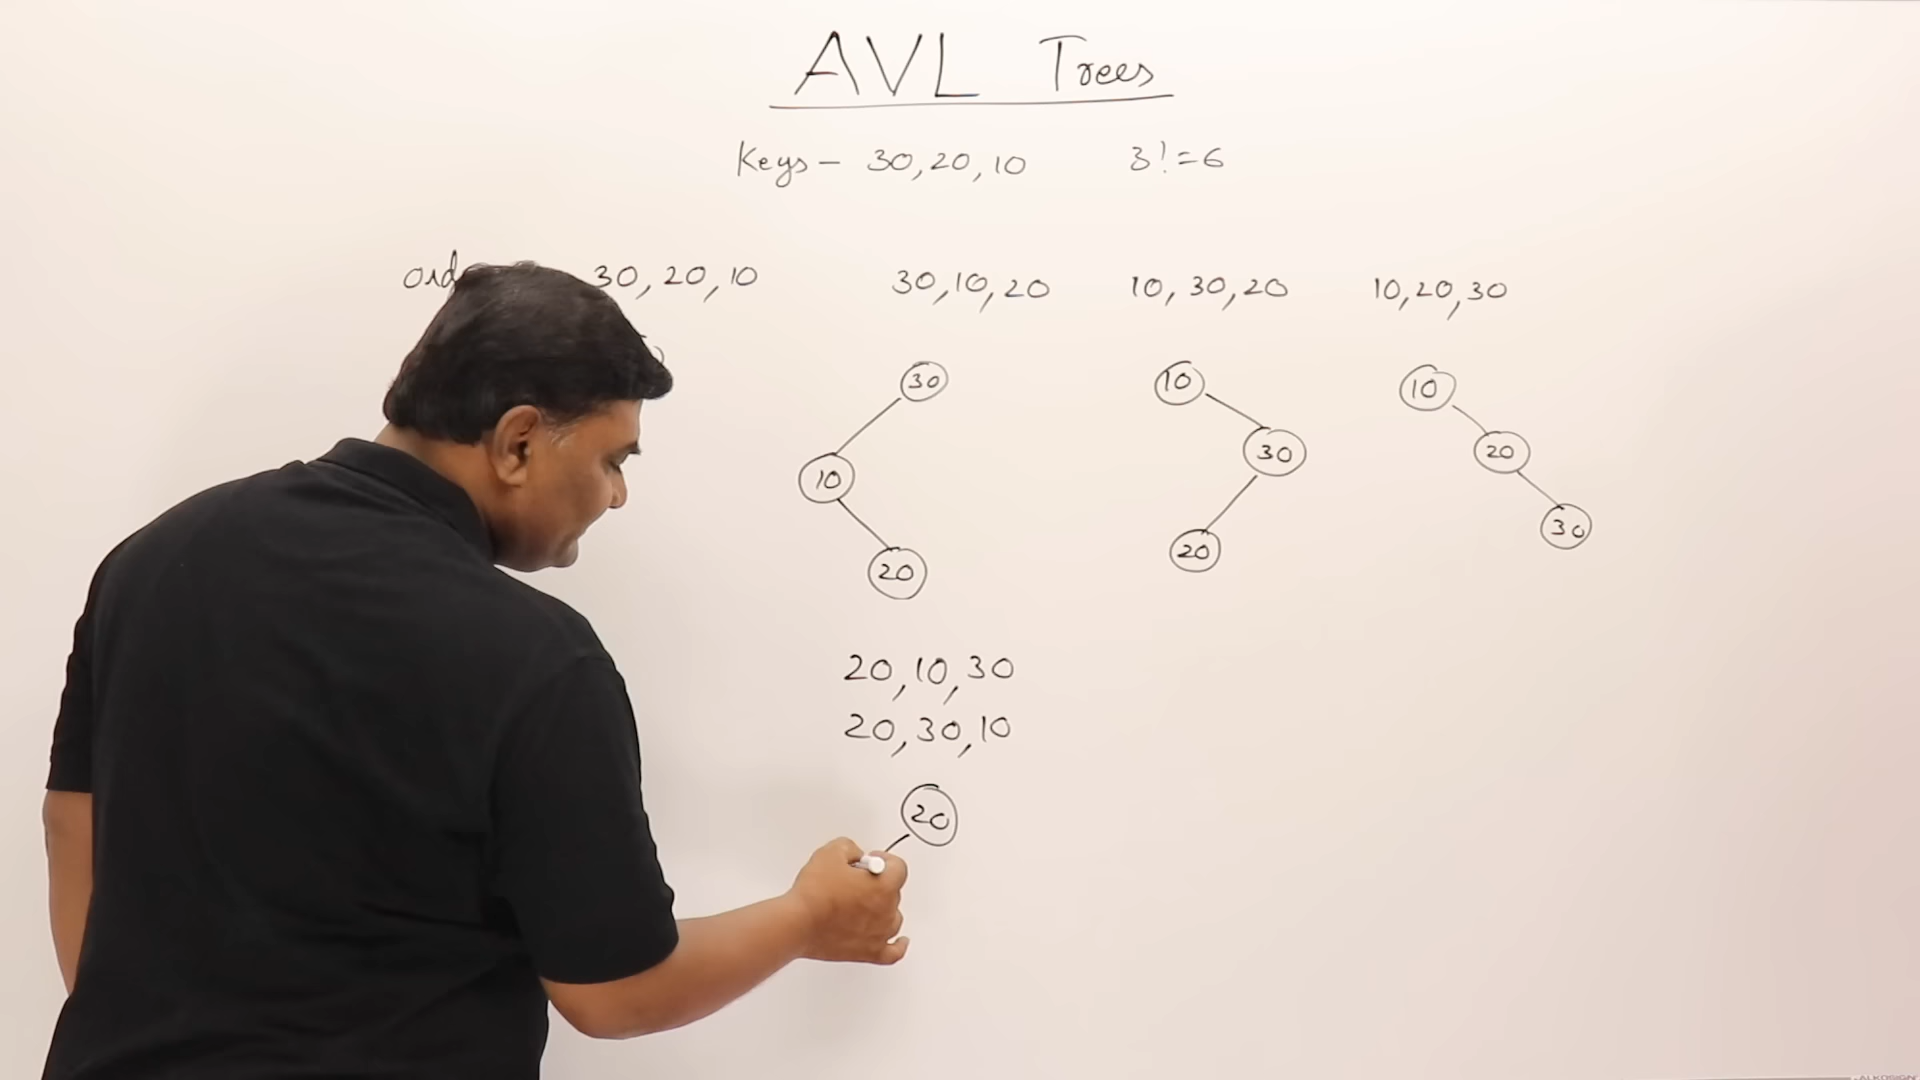 AVL Trees
Keys – 30, 20, 10 3! = 6
30, 20, 10 30, 10, 20 10, 30, 20 10, 20, 30
30 10 10
30 20
10
20 30
20
20, 10, 30
20, 30, 10
20